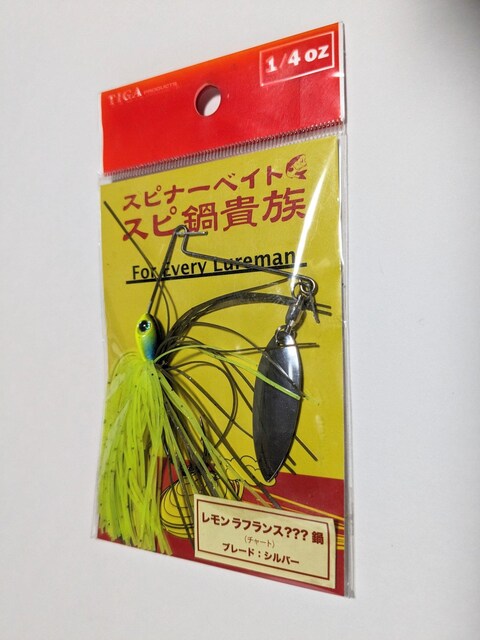 TIGA
1/4 oz
スピナーベイト
スピ鍋貴族
For Every Lureman
レモンラフランス???鍋
(チャート)
ブレード:シルバー